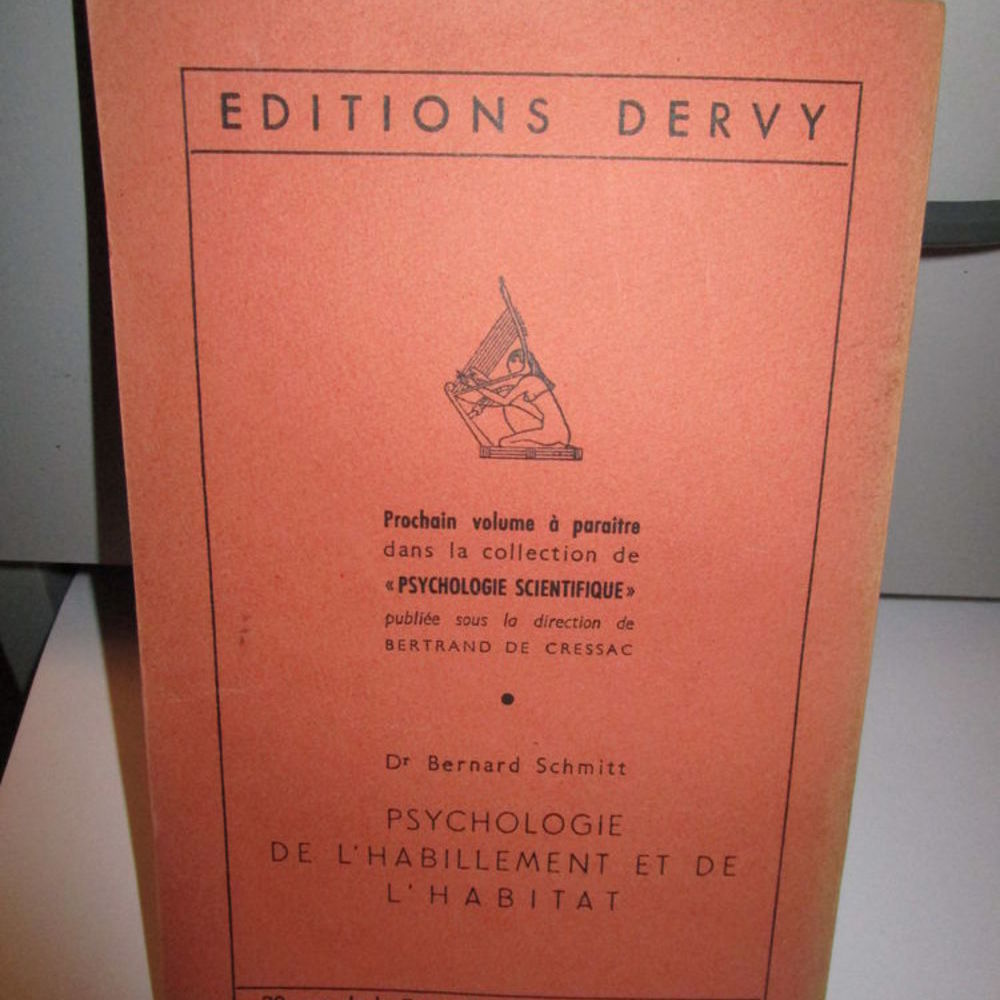 EDITIONS DERVY
Prochain volume à paraitre
dans la collection de
«PSYCHOLOGIE SCIENTIFIQUE»
publiée sous la direction de
BERTRAND DE CRESSAC
•
Dr Bernard Schmitt
PSYCHOLOGIE
DE L'HABILLEMENT ET DE
L'HABITAT